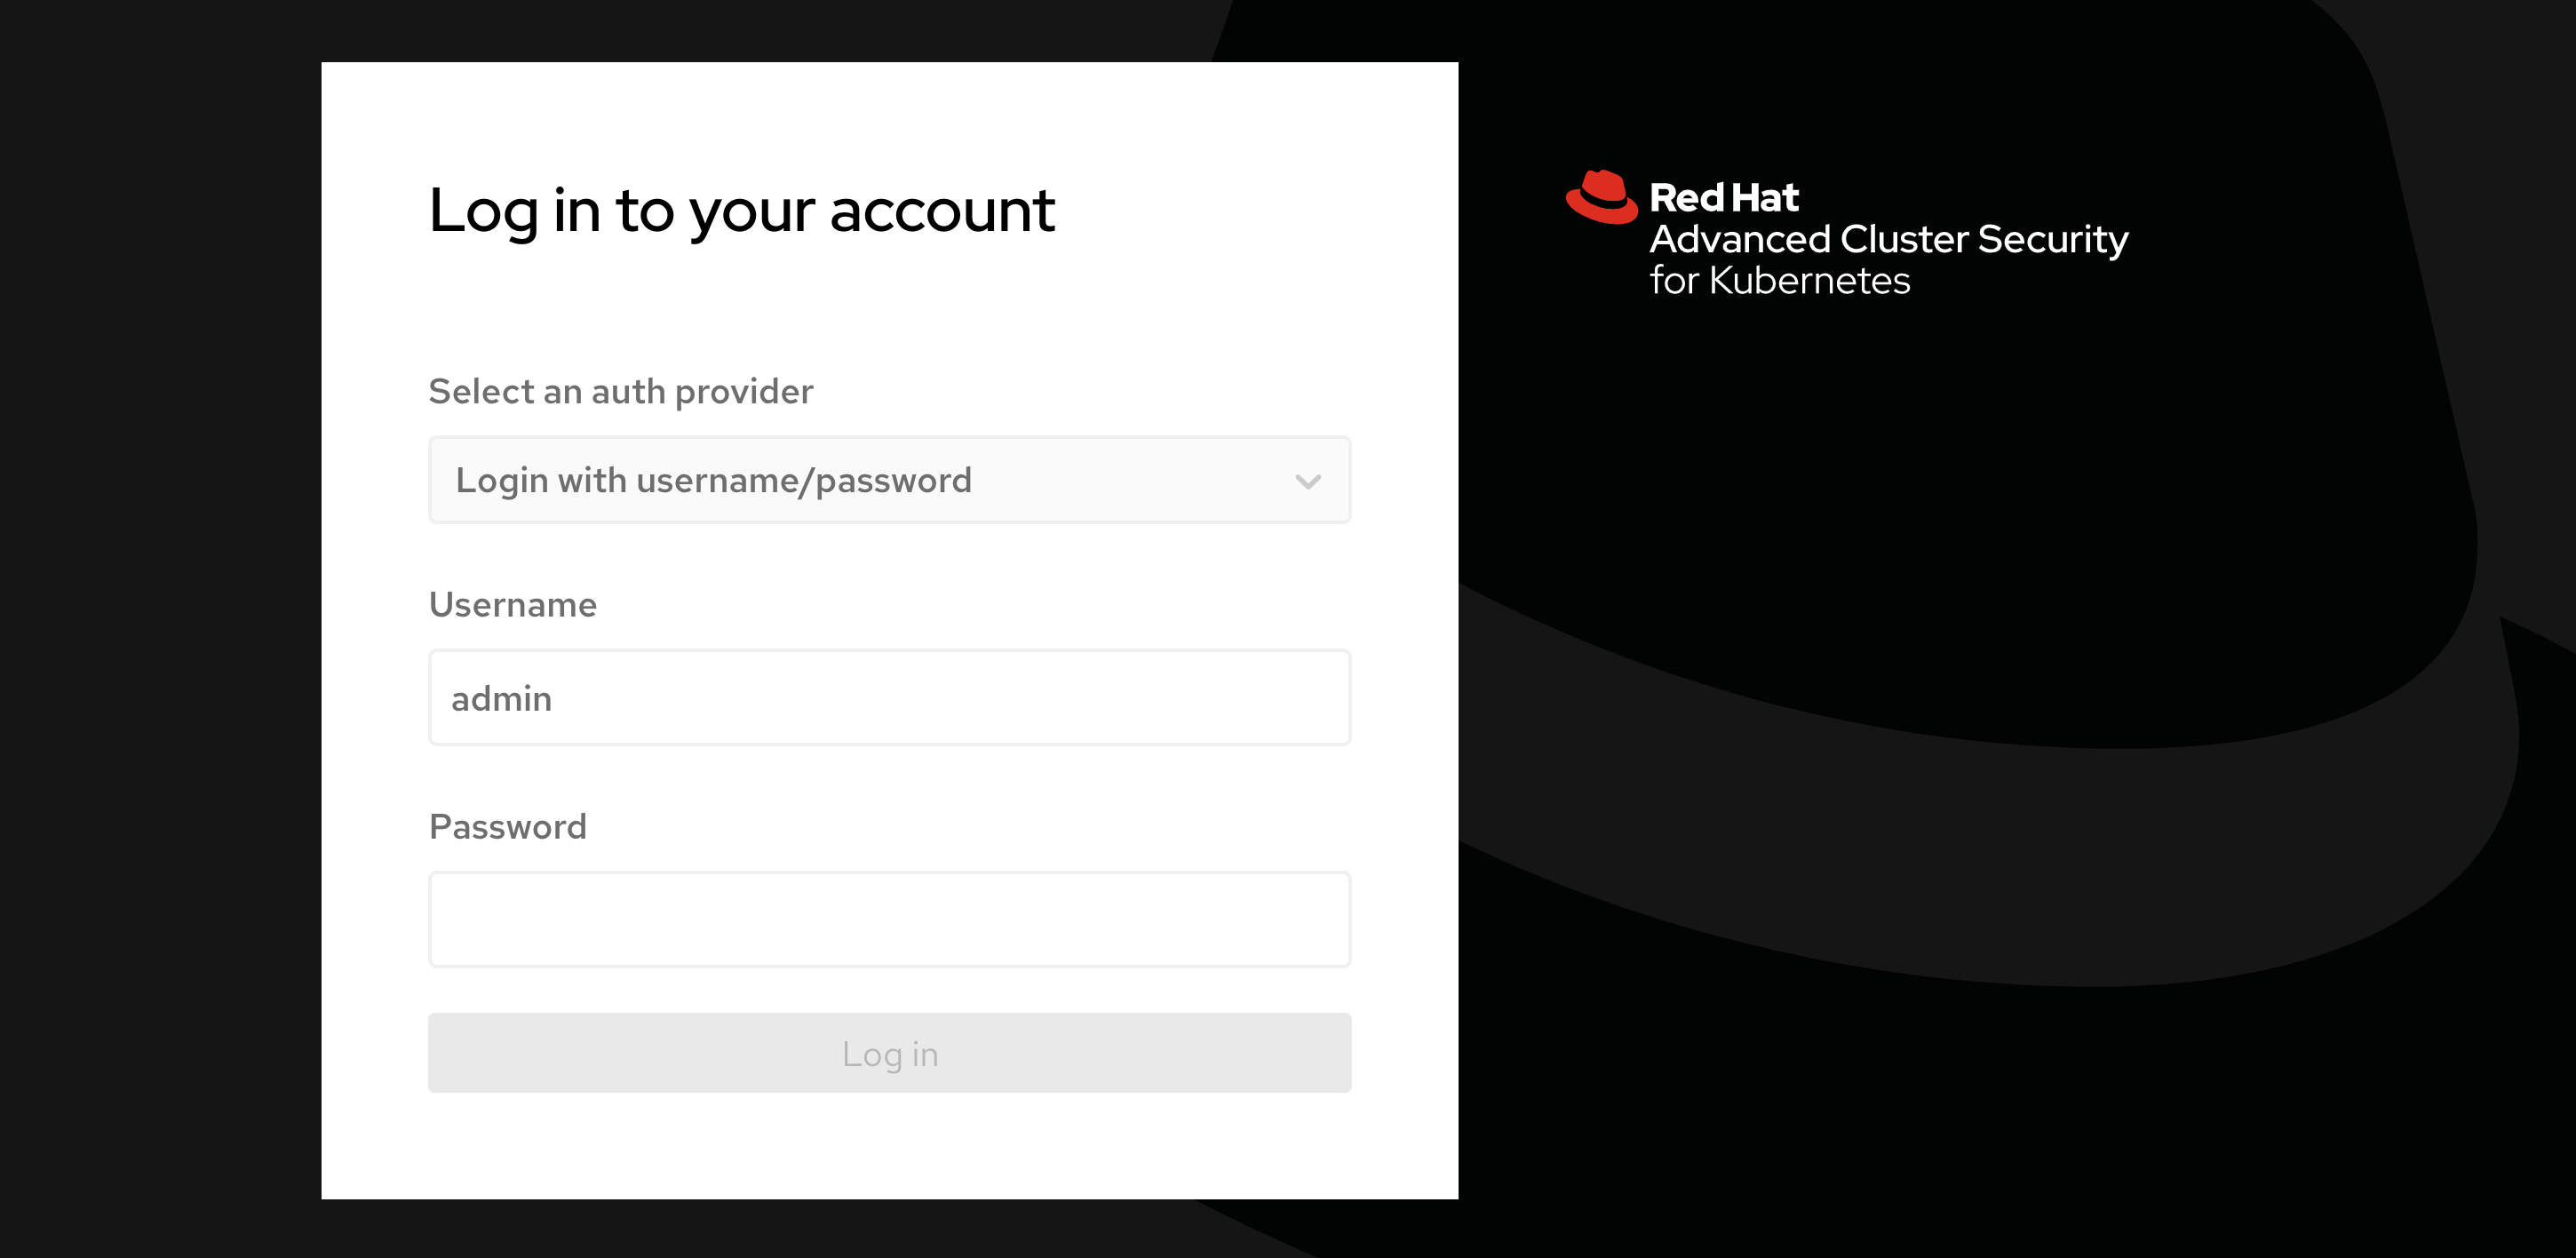 Log in to your account
Select an auth provider
Login with username/password
Username
admin
Password
Log in
Red Hat
Advanced Cluster Security
for Kubernetes